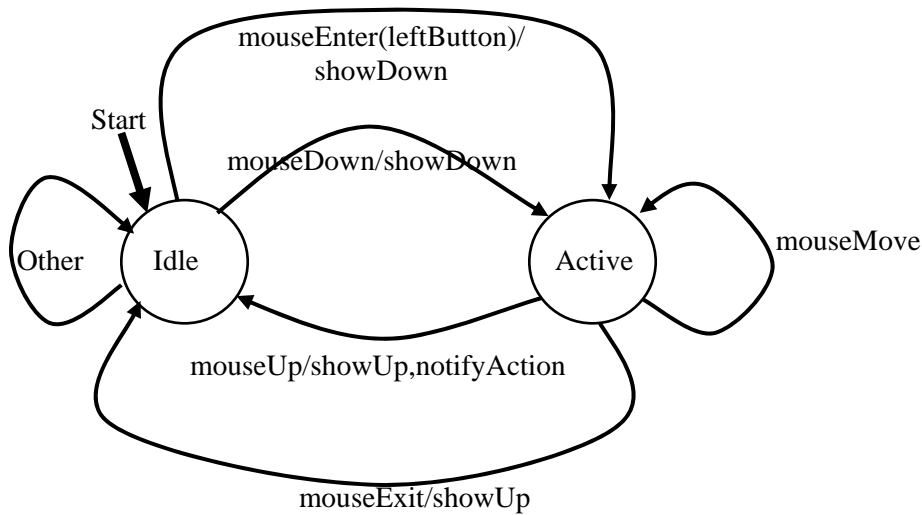 mouseEnter(leftButton)/
showDown
Start
mouseDown/showDown
Other
Idle
Active
mouseMove
mouseUp/showUp,notifyAction
mouseExit/showUp